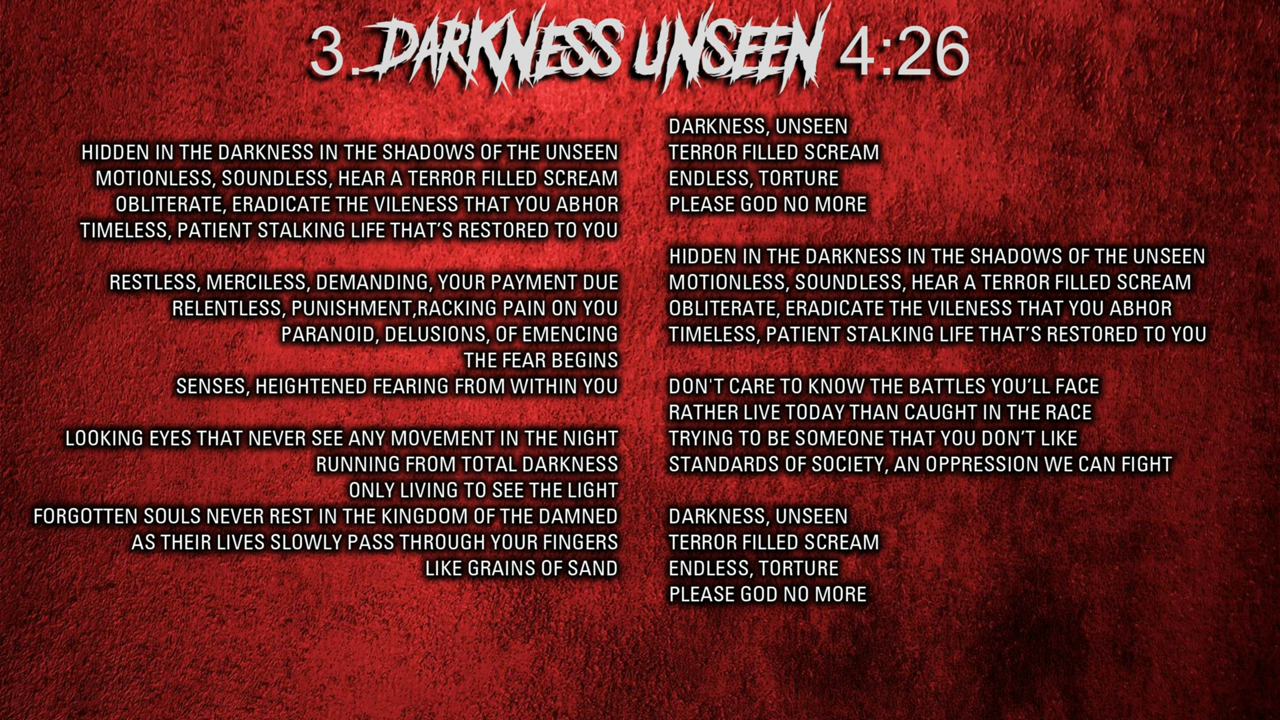 3. DARKNESS UNSEEN 4:26
HIDDEN IN THE DARKNESS IN THE SHADOWS OF THE UNSEEN
MOTIONLESS, SOUNDLESS, HEAR A TERROR FILLED SCREAM
OBLITERATE, ERADICATE THE VILENESS THAT YOU ABHOR
TIMELESS, PATIENT STALKING LIFE THAT’S RESTORED TO YOU
RESTLESS, MERCILESS, DEMANDING, YOUR PAYMENT DUE
RELENTLESS, PUNISHMENT,RACKING PAIN ON YOU
PARANOID, DELUSIONS, OF EMENCING
THE FEAR BEGINS
SENSES, HEIGHTENED FEARING FROM WITHIN YOU
LOOKING EYES THAT NEVER SEE ANY MOVEMENT IN THE NIGHT
RUNNING FROM TOTAL DARKNESS
ONLY LIVING TO SEE THE LIGHT
FORGOTTEN SOULS NEVER REST IN THE KINGDOM OF THE DAMNED
AS THEIR LIVES SLOWLY PASS THROUGH YOUR FINGERS
LIKE GRAINS OF SAND
DARKNESS, UNSEEN
TERROR FILLED SCREAM
ENDLESS, TORTURE
PLEASE GOD NO MORE
HIDDEN IN THE DARKNESS IN THE SHADOWS OF THE UNSEEN
MOTIONLESS, SOUNDLESS, HEAR A TERROR FILLED SCREAM
OBLITERATE, ERADICATE THE VILENESS THAT YOU ABHOR
TIMELESS, PATIENT STALKING LIFE THAT’S RESTORED TO YOU
DON'T CARE TO KNOW THE BATTLES YOU’LL FACE
RATHER LIVE TODAY THAN CAUGHT IN THE RACE
TRYING TO BE SOMEONE THAT YOU DON’T LIKE
STANDARDS OF SOCIETY, AN OPPRESSION WE CAN FIGHT
DARKNESS, UNSEEN
TERROR FILLED SCREAM
ENDLESS, TORTURE
PLEASE GOD NO MORE